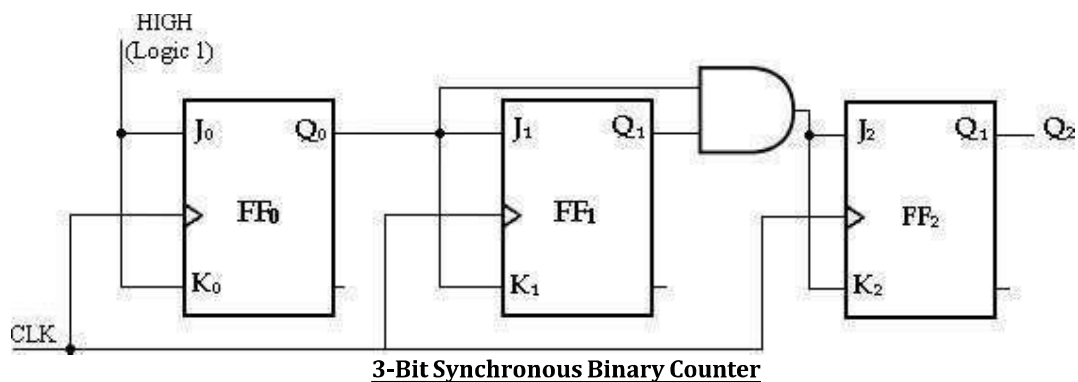 HIGH
(Logic 1)
J₀ Q₀ J₁ Q₁ J₂ Q₁ Q₂
FF₀ FF₁ FF₂
K₀ K₁ K₂
CLK
3-Bit Synchronous Binary Counter